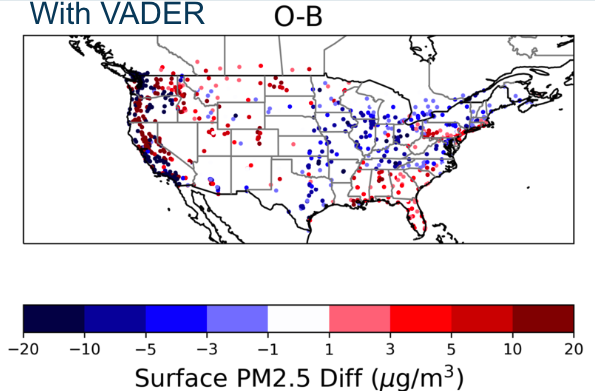 With VADER
O-B
−20 −10 −5 −3 −1 1 3 5 10 20
Surface PM2.5 Diff (μg/m³)